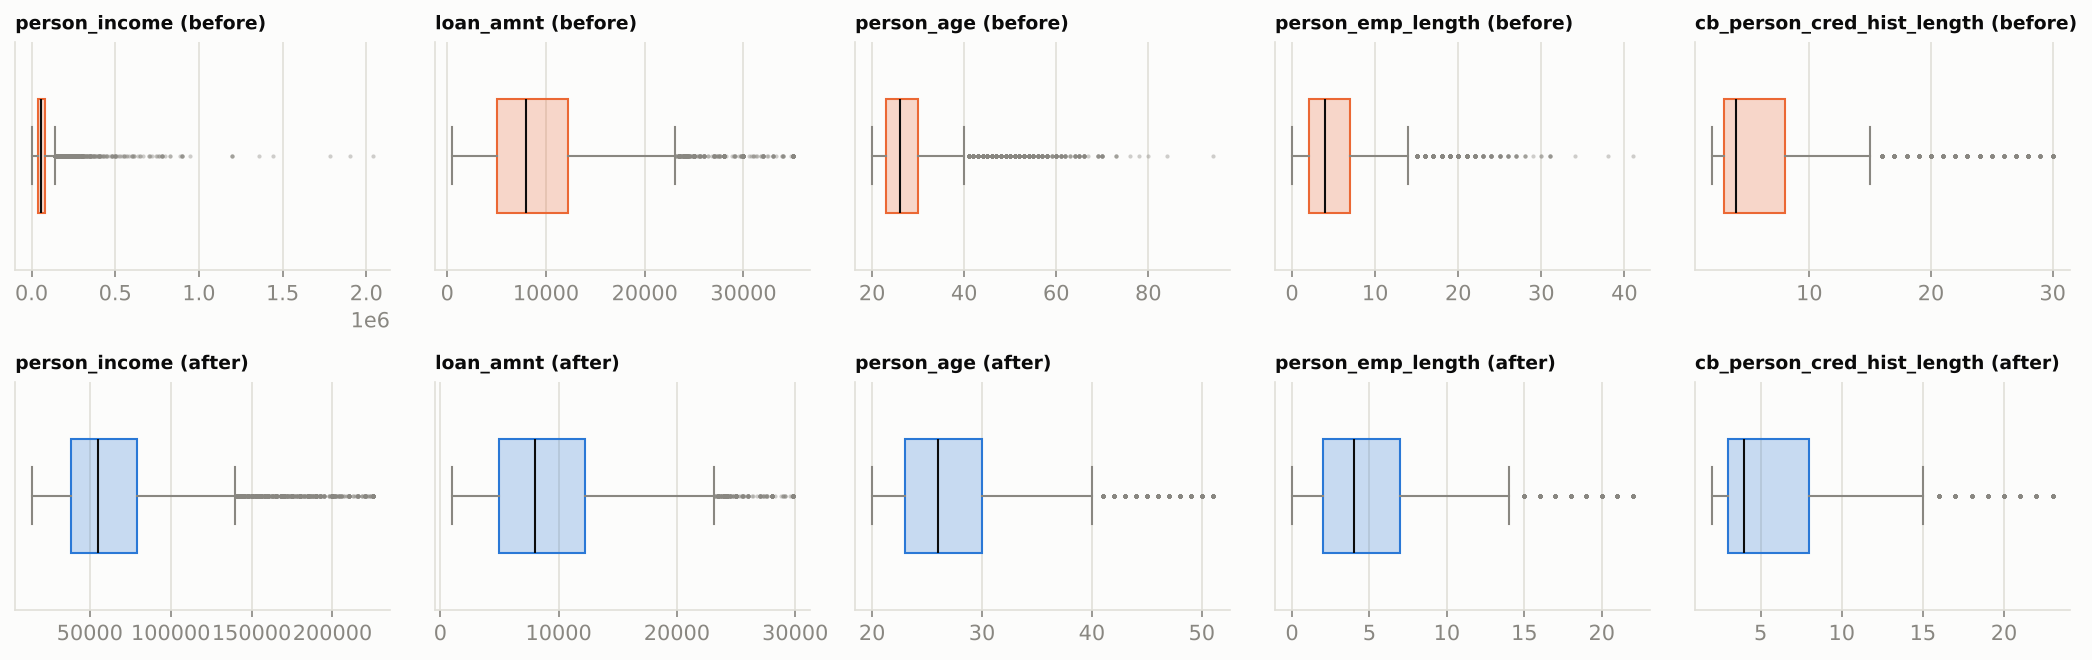 person_income (before)
loan_amnt (before)
person_age (before)
person_emp_length (before)
cb_person_cred_hist_length (before)
0.0 0.5 1.0 1.5 2.0
1e6
0 10000 20000 30000
20 40 60 80
0 10 20 30 40
10 20 30
person_income (after)
loan_amnt (after)
person_age (after)
person_emp_length (after)
cb_person_cred_hist_length (after)
50000 100000 150000 200000
0 10000 20000 30000
20 30 40 50
0 5 10 15 20
5 10 15 20